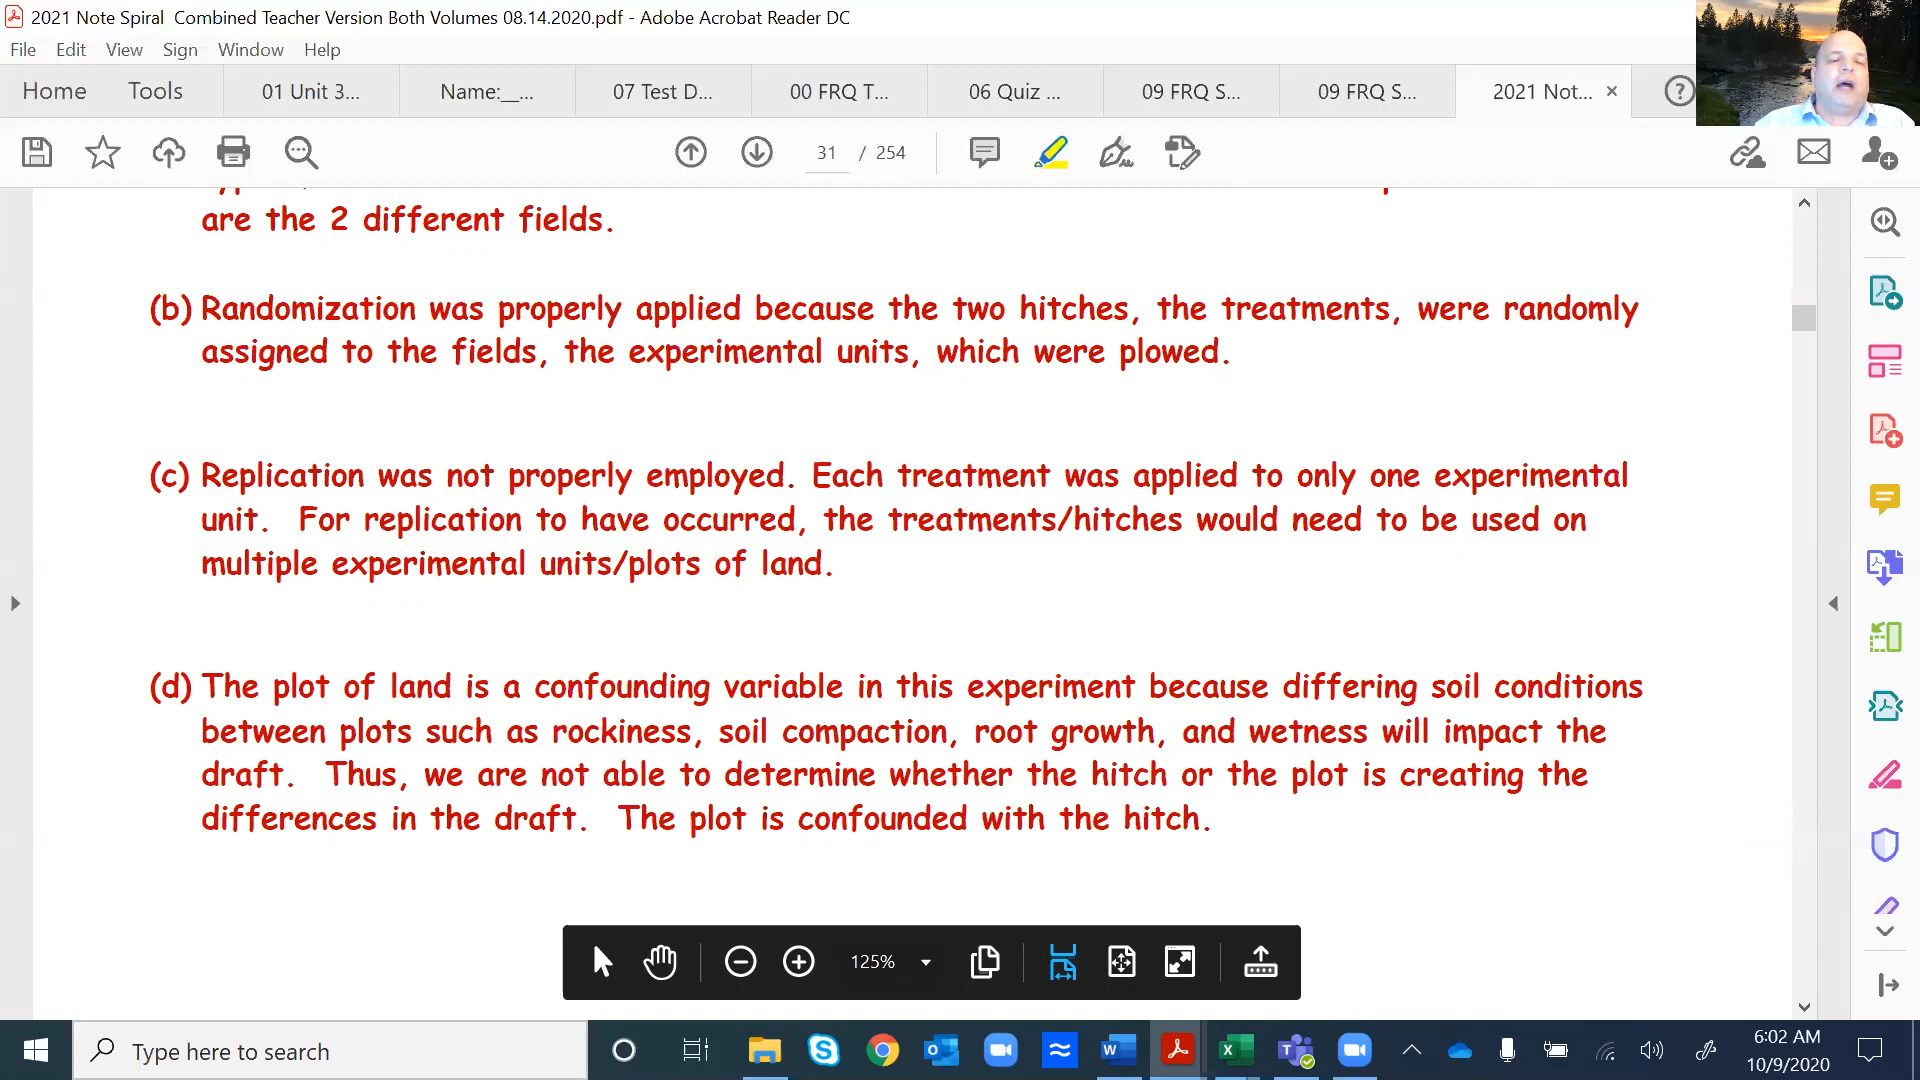 2021 Note Spiral  Combined Teacher Version Both Volumes 08.14.2020.pdf - Adobe Acrobat Reader DC
File Edit View Sign Window Help
Home Tools 01 Unit 3... Name:__... 07 Test D... 00 FRQ T... 06 Quiz ... 09 FRQ S... 09 FRQ S... 2021 Not... ×
31 / 254
are the 2 different fields.
(b) Randomization was properly applied because the two hitches, the treatments, were randomly
assigned to the fields, the experimental units, which were plowed.
(c) Replication was not properly employed. Each treatment was applied to only one experimental
unit.  For replication to have occurred, the treatments/hitches would need to be used on
multiple experimental units/plots of land.
(d) The plot of land is a confounding variable in this experiment because differing soil conditions
between plots such as rockiness, soil compaction, root growth, and wetness will impact the
draft.  Thus, we are not able to determine whether the hitch or the plot is creating the
differences in the draft.  The plot is confounded with the hitch.
125%
Type here to search
6:02 AM
10/9/2020